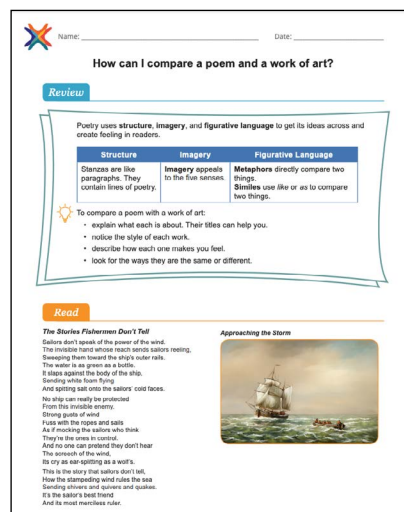 Name: Date:
How can I compare a poem and a work of art?
Review
Poetry uses structure, imagery, and figurative language to get its ideas across and
create feeling in readers.
Structure Imagery Figurative Language
Stanzas are like
paragraphs. They
contain lines of poetry.
Imagery appeals
to the five senses.
Metaphors directly compare two
things.
Similes use like or as to compare
two things.
To compare a poem with a work of art:
• explain what each is about. Their titles can help you.
• notice the style of each work.
• describe how each one makes you feel.
• look for the ways they are the same or different.
Read
The Stories Fishermen Don't Tell
Sailors don't speak of the power of the wind.
The invisible hand whose reach sends sailors reeling,
Sweeping them toward the ship's outer rails.
The water is as green as a bottle.
It slaps against the body of the ship,
Sending white foam flying
And spitting salt onto the sailors' cold faces.
No ship can really be protected
From this invisible enemy.
Strong gusts of wind
Fuss with the ropes and sails
As if mocking the sailors who think
They're the ones in control.
And no one can pretend they don't hear
The screech of the wind,
Its cry as ear-splitting as a wolf's.
This is the story that sailors don't tell,
How the stampeding wind rules the sea
Sending shivers and quivers and quakes.
It's the sailor's best friend
And its most merciless ruler.
Approaching the Storm